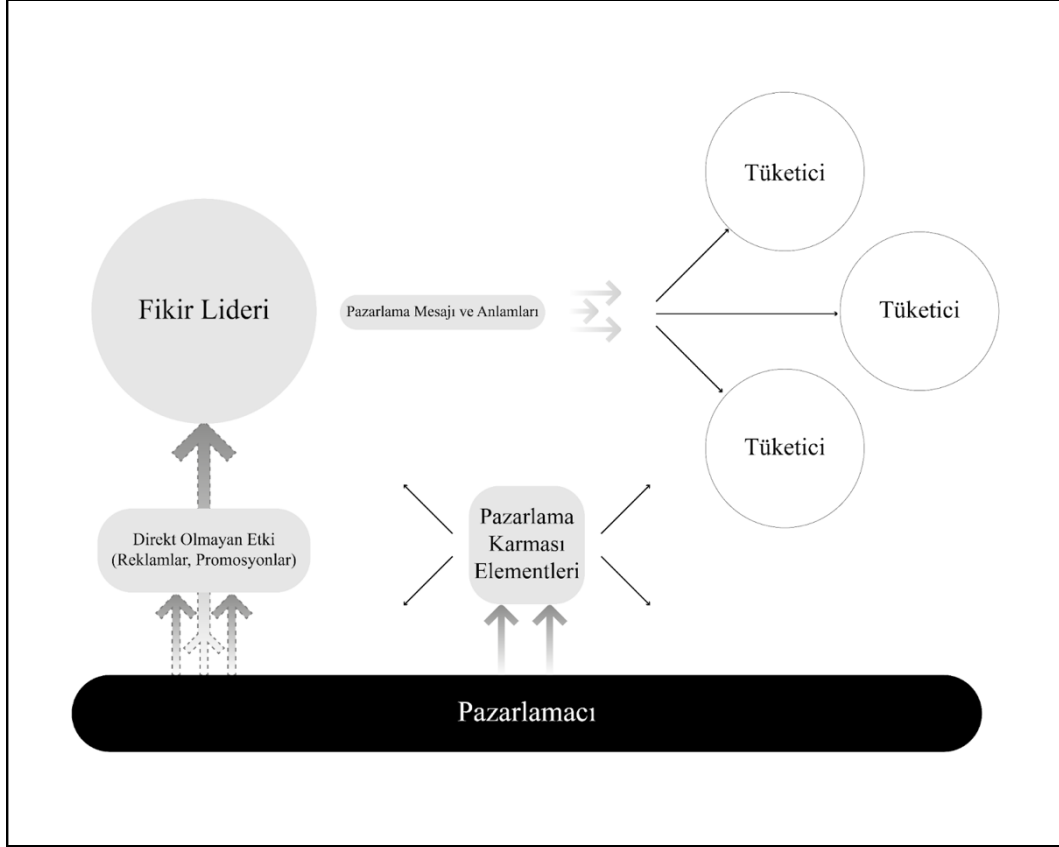 Tüketici
Fikir Lideri
Pazarlama Mesajı ve Anlamları
Tüketici
Tüketici
Direkt Olmayan Etki
(Reklamlar, Promosyonlar)
Pazarlama
Karması
Elementleri
Pazarlamacı